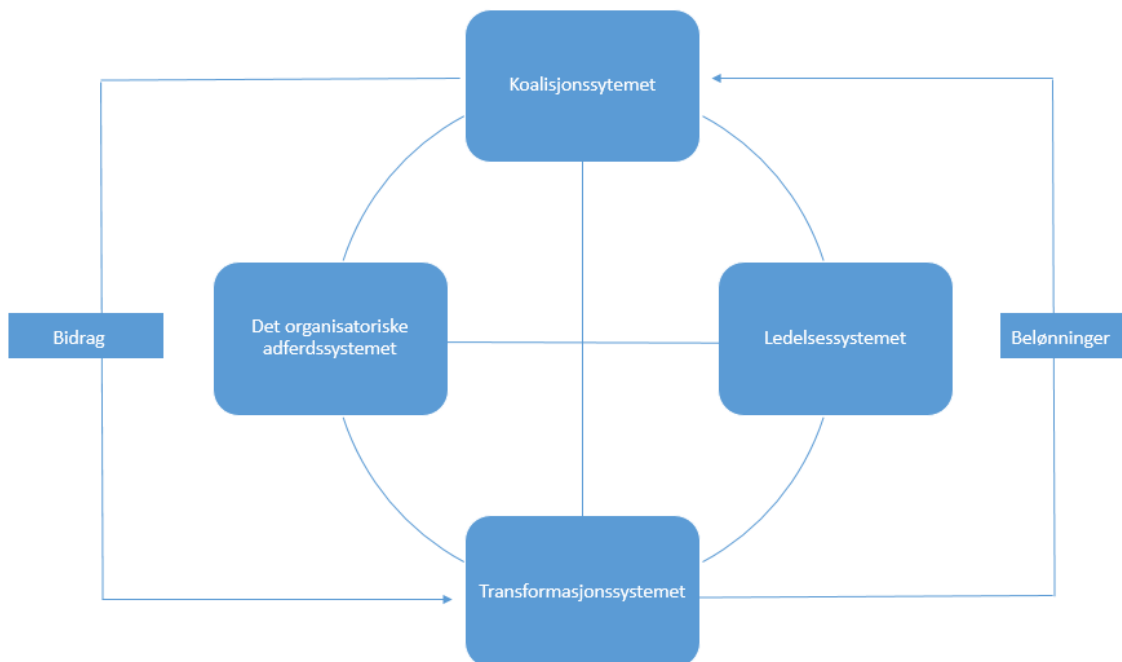 Koalisjonssytemet
Det organisatoriske
adferdssystemet
Ledelsessystemet
Bidrag
Belønninger
Transformasjonssystemet